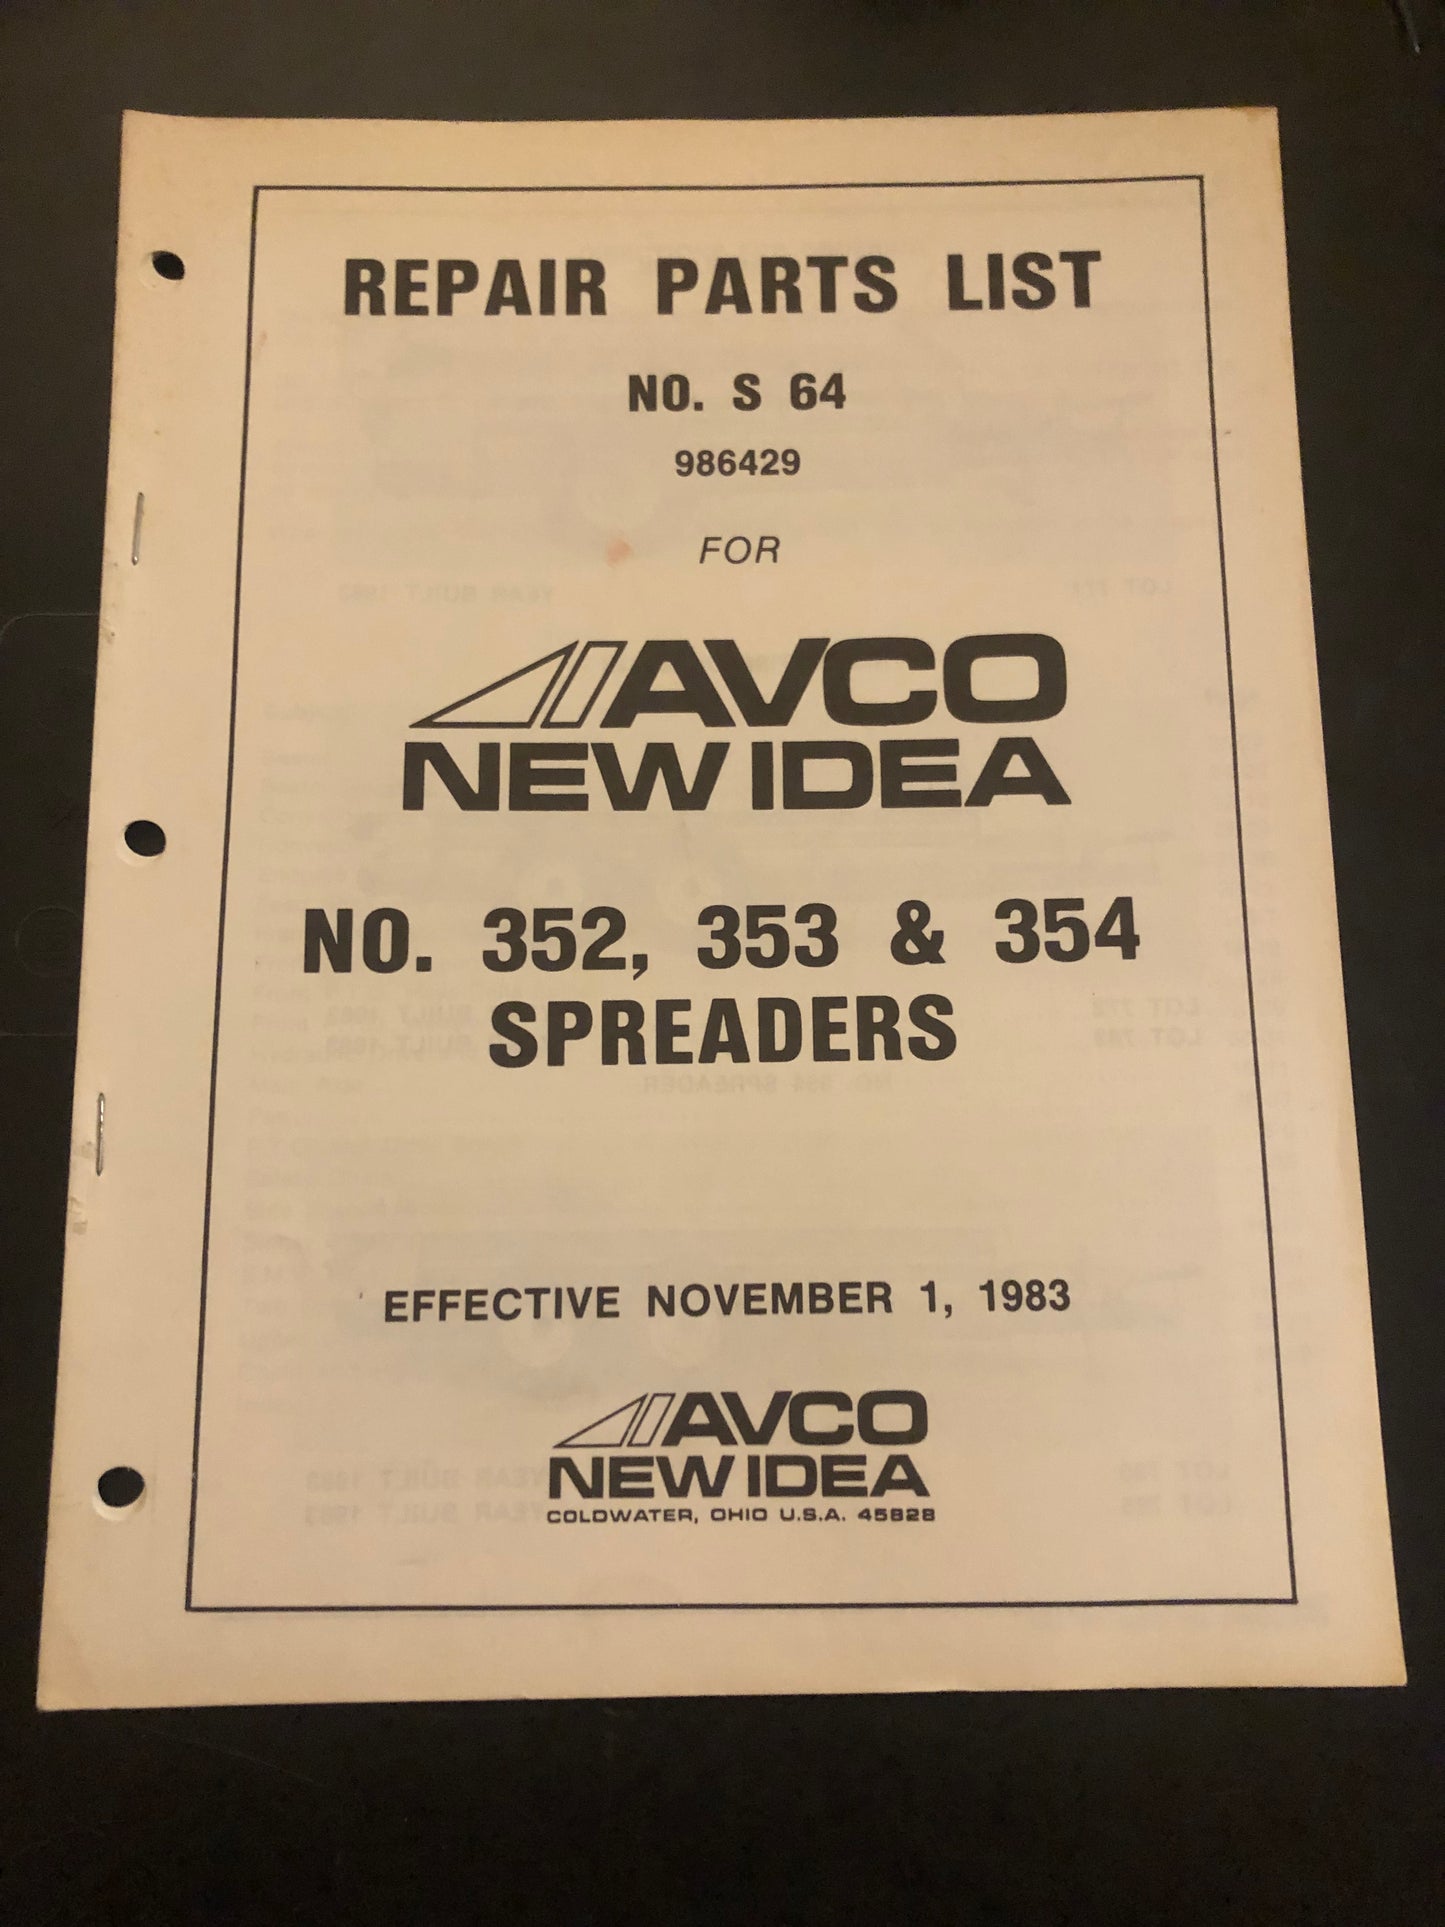 REPAIR PARTS LIST
NO. S 64
986429
FOR
AVCO
NEW IDEA
NO. 352, 353 & 354
SPREADERS
EFFECTIVE NOVEMBER 1, 1983
AVCO
NEW IDEA
COLDWATER, OHIO U.S.A. 45828